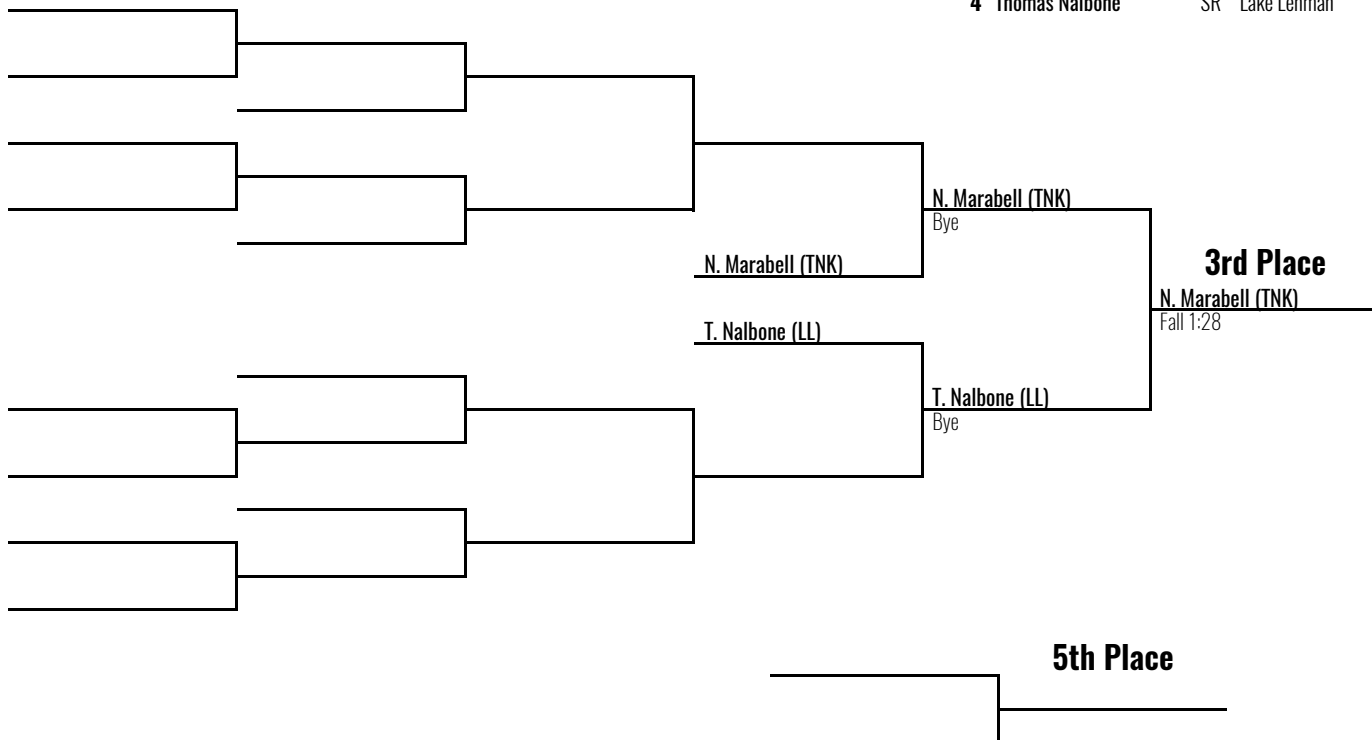 4 Thomas Nalbone SR Lake Lehman
N. Marabell (TNK)
Bye
N. Marabell (TNK)
3rd Place
N. Marabell (TNK)
Fall 1:28
T. Nalbone (LL)
T. Nalbone (LL)
Bye
5th Place